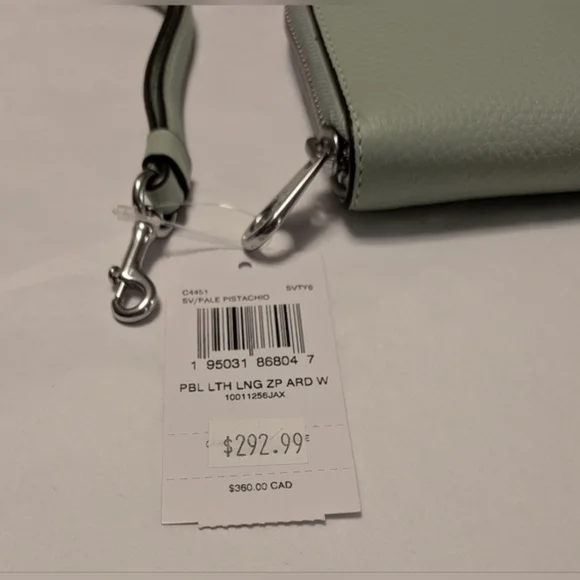 C4451 SVTY6
SV/PALE PISTACHIO
1 95031 86804 7
PBL LTH LNG ZP ARD W
10011256JAX
$292.99
$360.00 CAD